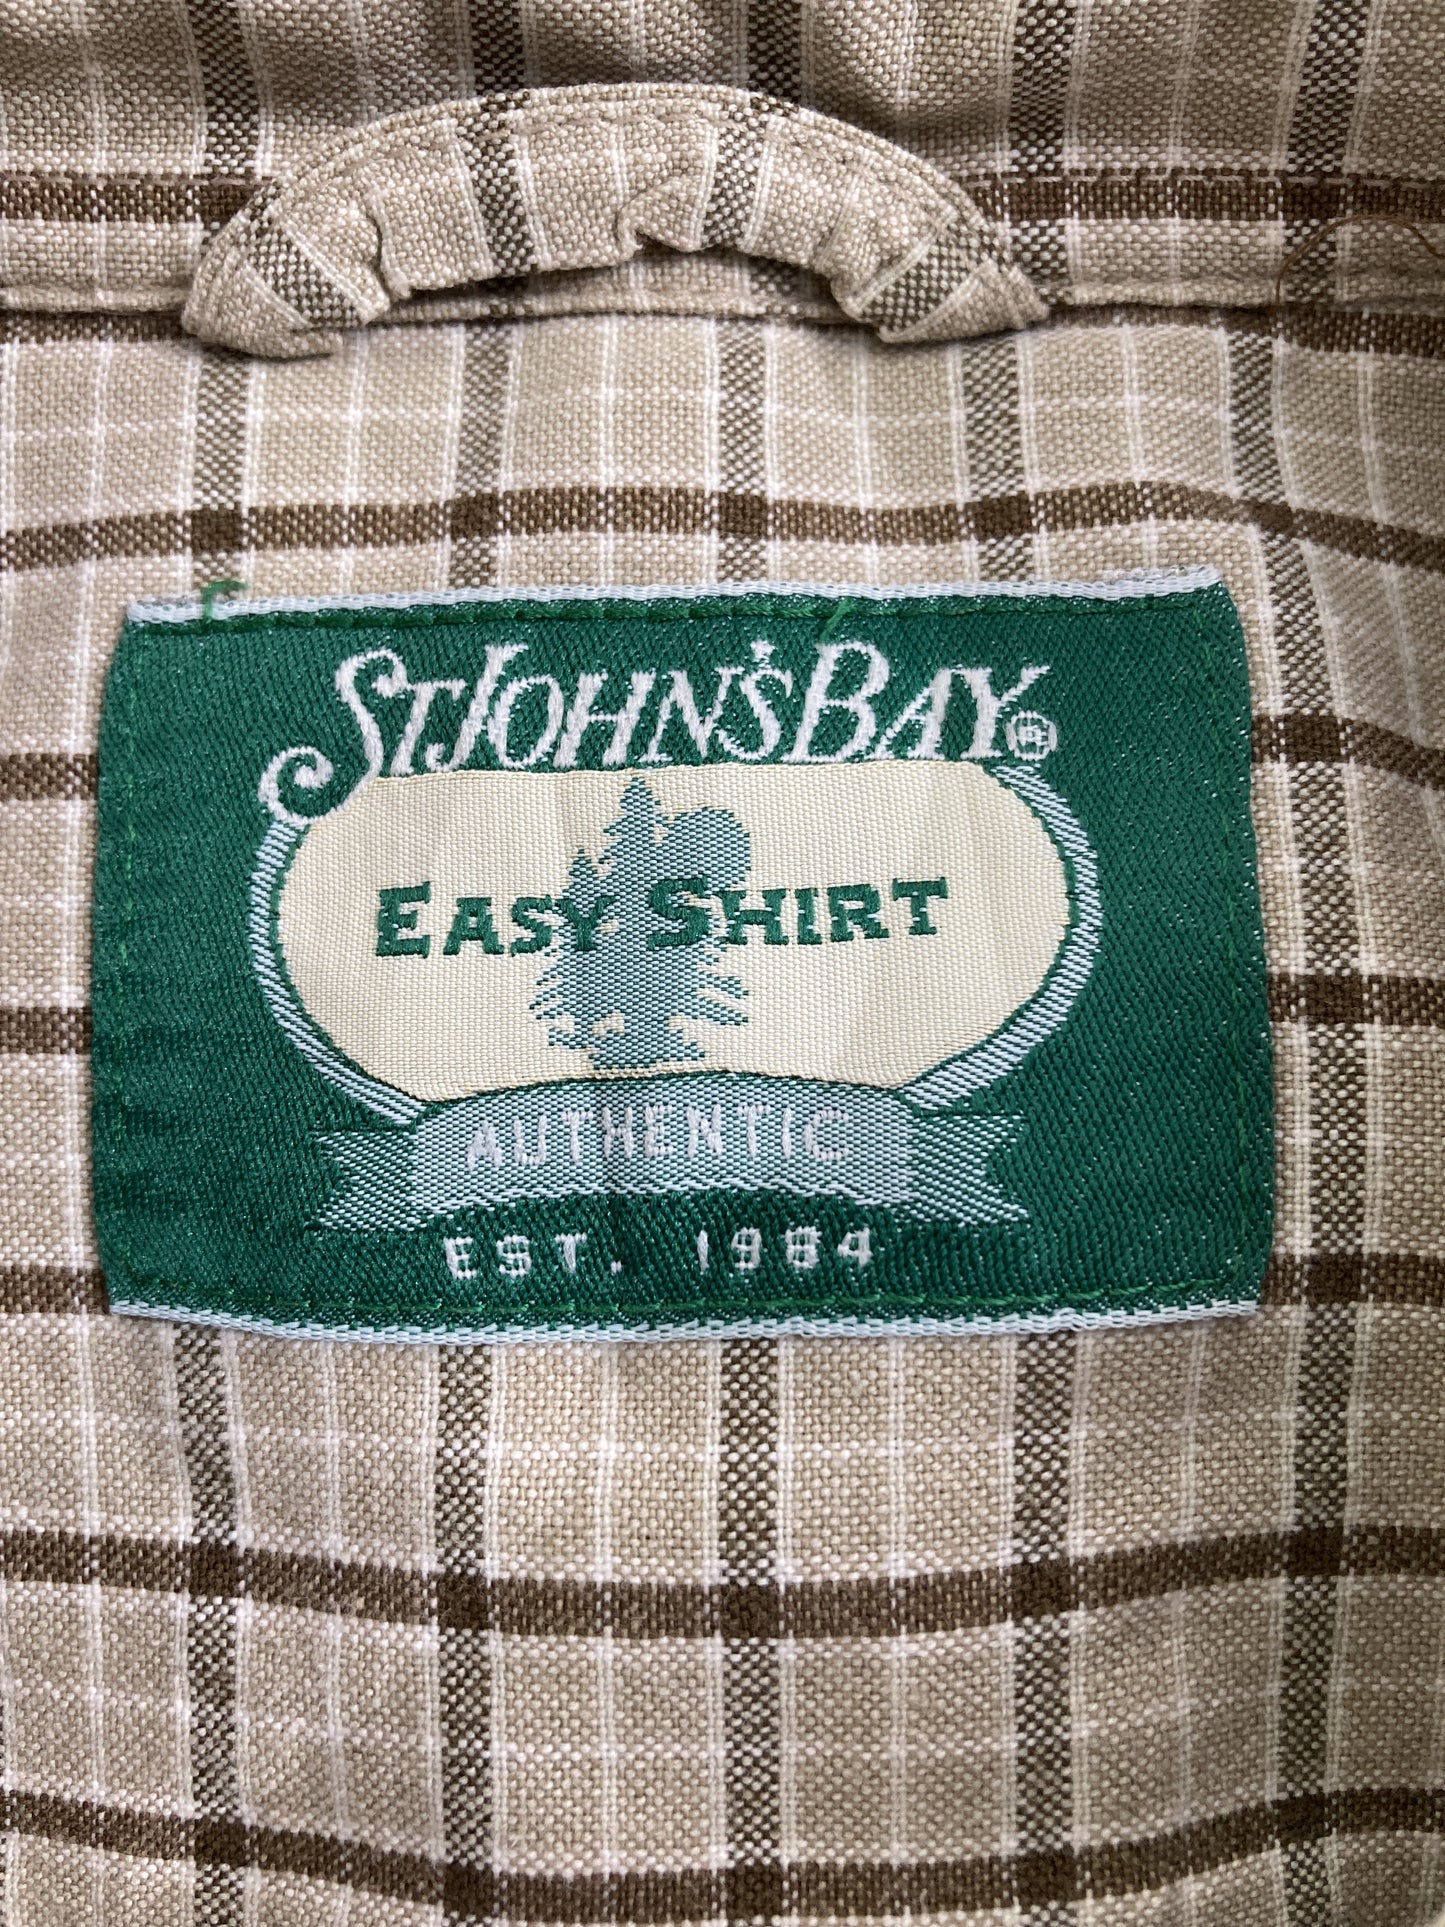 ST JOHN'S BAY®
EASY SHIRT
AUTHENTIC
EST. 1984